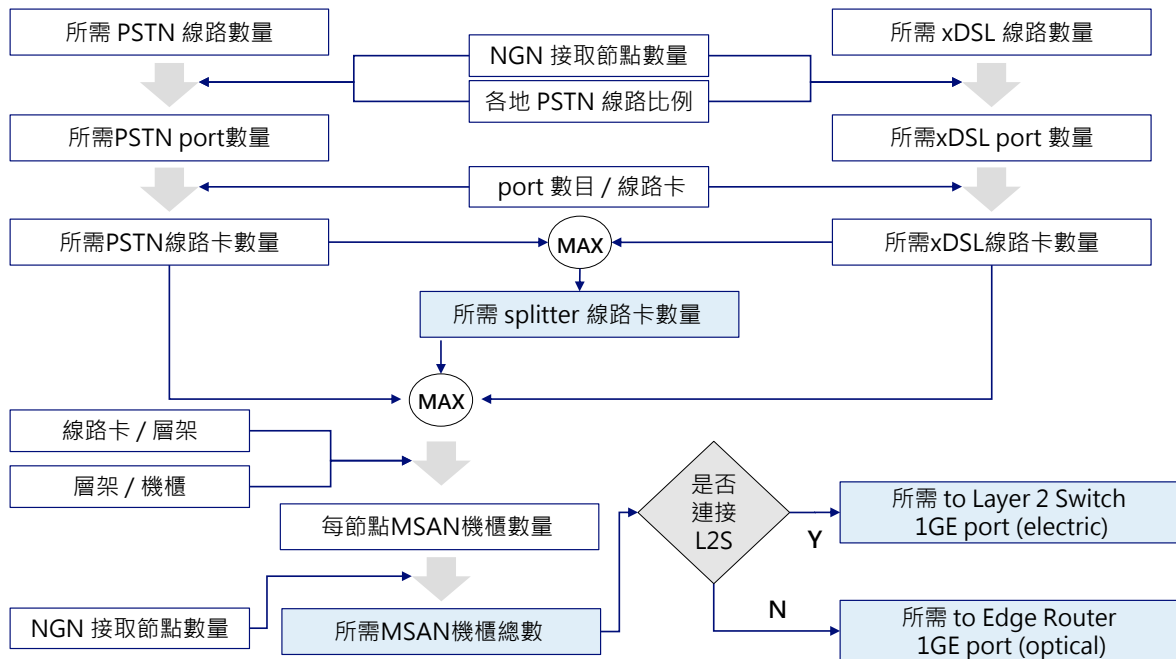 所需 PSTN 線路數量
NGN 接取節點數量
所需 xDSL 線路數量
各地 PSTN 線路比例
所需PSTN port數量
所需xDSL port 數量
port 數目 / 線路卡
所需PSTN線路卡數量
MAX
所需xDSL線路卡數量
所需 splitter 線路卡數量
MAX
線路卡 / 層架
層架 / 機櫃
是否
連接
L2S
每節點MSAN機櫃數量
Y
所需 to Layer 2 Switch
1GE port (electric)
NGN 接取節點數量
所需MSAN機櫃總數
N
所需 to Edge Router
1GE port (optical)